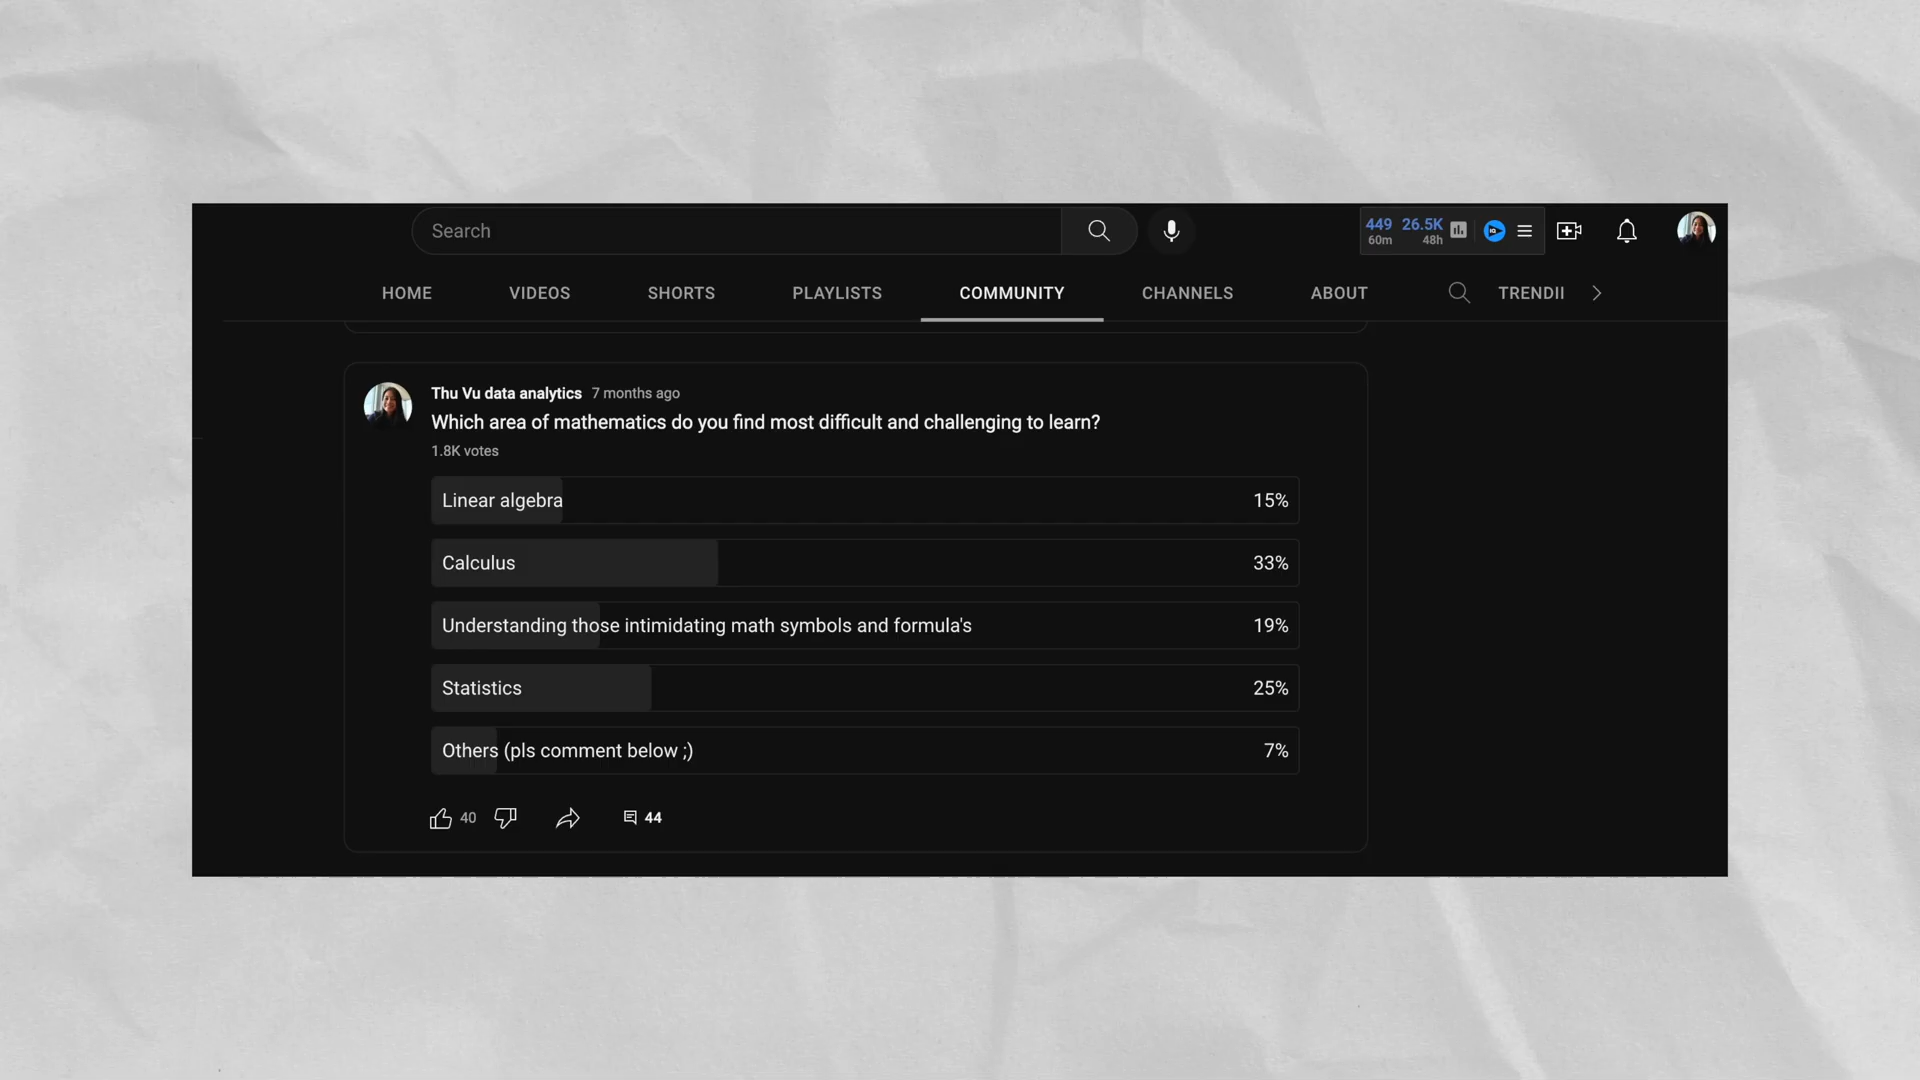 Search
449 26.5K
60m 48h
HOME VIDEOS SHORTS PLAYLISTS COMMUNITY CHANNELS ABOUT TRENDII
Thu Vu data analytics 7 months ago
Which area of mathematics do you find most difficult and challenging to learn?
1.8K votes
Linear algebra 15%
Calculus 33%
Understanding those intimidating math symbols and formula's 19%
Statistics 25%
Others (pls comment below ;) 7%
40 44